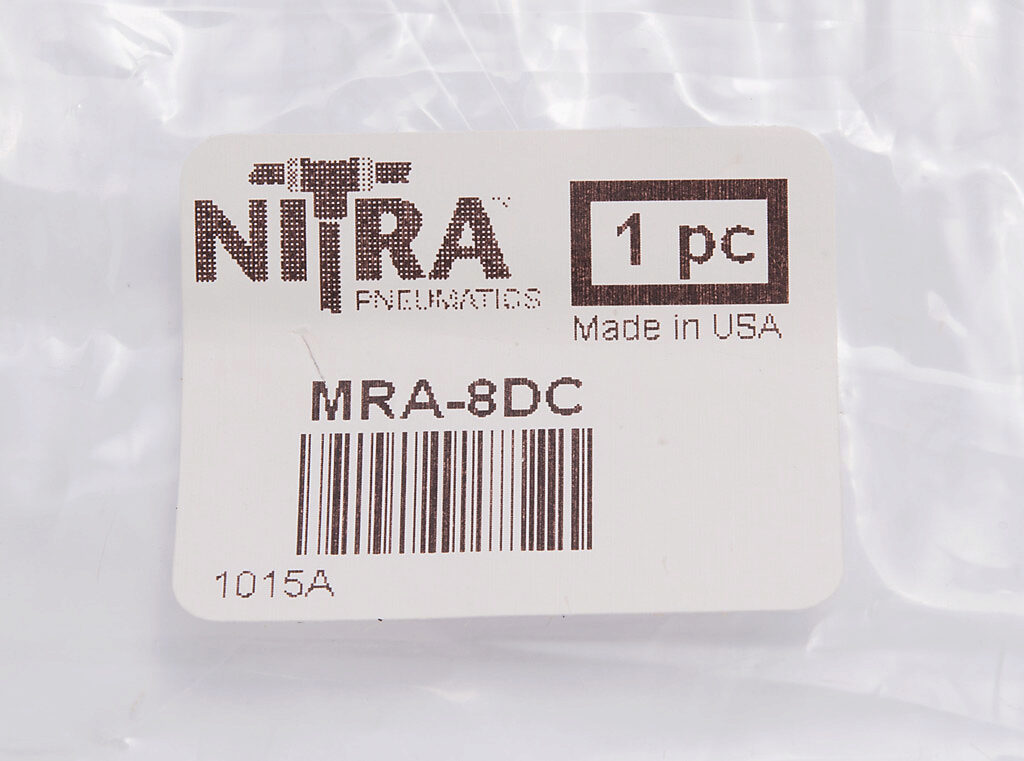 NITRA™
PNEUMATICS
1 pc
Made in USA
MRA-8DC
1015A